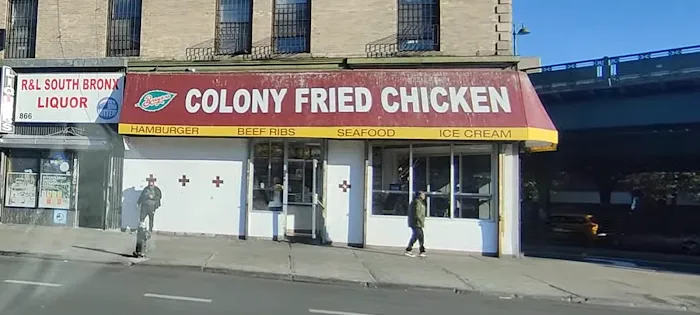 R&L SOUTH BRONX
LIQUOR
866
COLONY FRIED CHICKEN
HAMBURGER BEEF RIBS SEAFOOD ICE CREAM